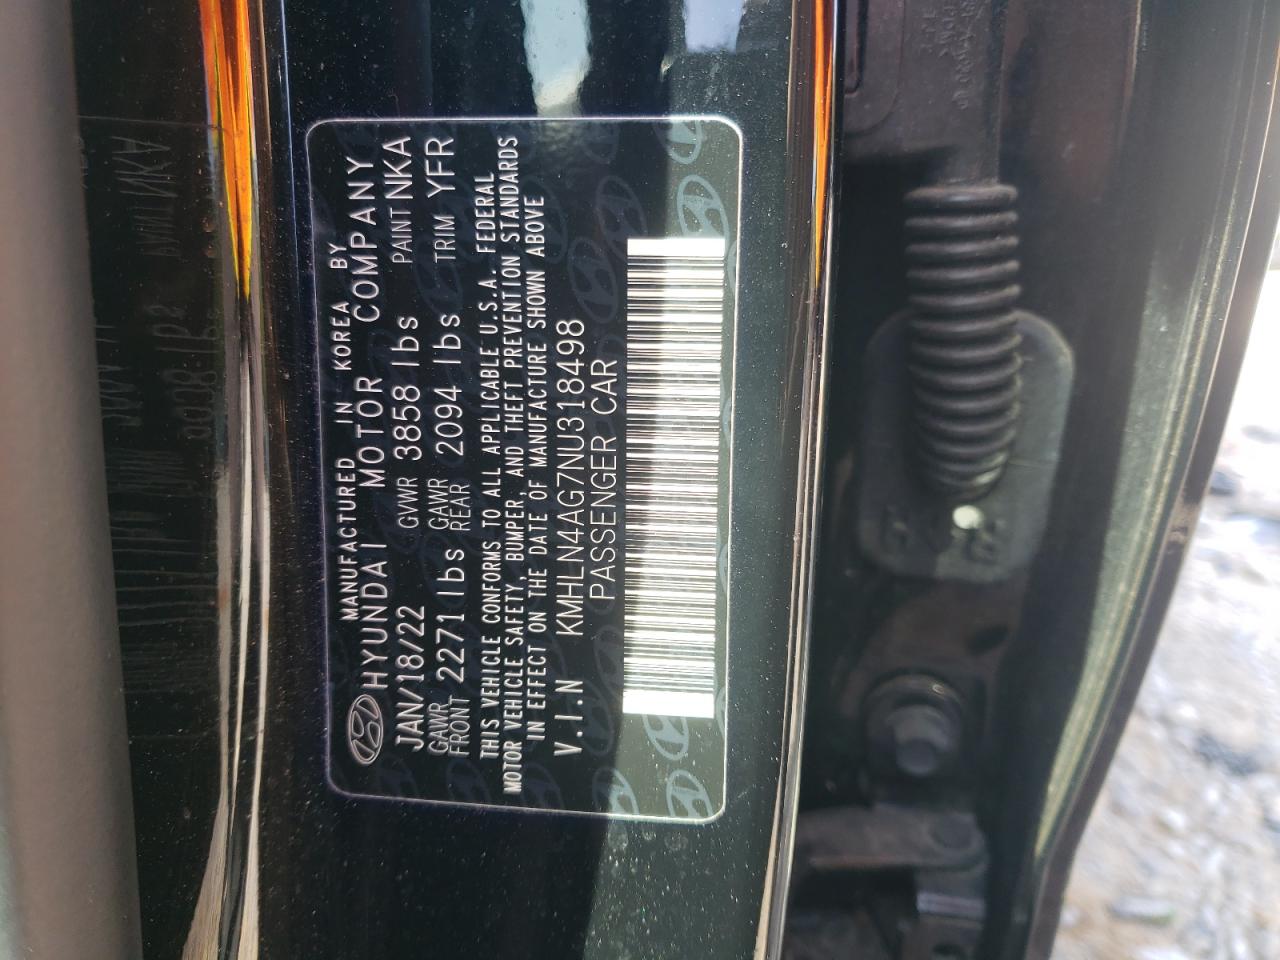 MANUFACTURED IN KOREA BY
HYUNDAI MOTOR COMPANY
JAN/18/22 GVWR 3858 lbs PAINT NKA
GAWR FRONT 2271 lbs GAWR REAR 2094 lbs TRIM YFR
THIS VEHICLE CONFORMS TO ALL APPLICABLE U.S.A. FEDERAL
MOTOR VEHICLE SAFETY, BUMPER, AND THEFT PREVENTION STANDARDS
IN EFFECT ON THE DATE OF MANUFACTURE SHOWN ABOVE
V.I.N KMHLN4AG7NU318498
PASSENGER CAR